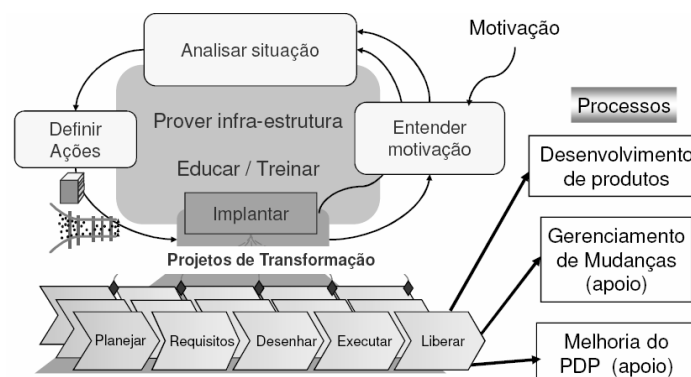 Motivação
Analisar situação
Processos
Prover infra-estrutura
Definir
Ações
Entender
motivação
Educar / Treinar
Desenvolvimento
de produtos
Implantar
Gerenciamento
de Mudanças
(apoio)
Projetos de Transformação
Planejar
Requisitos
Desenhar
Executar
Liberar
Melhoria do
PDP (apoio)